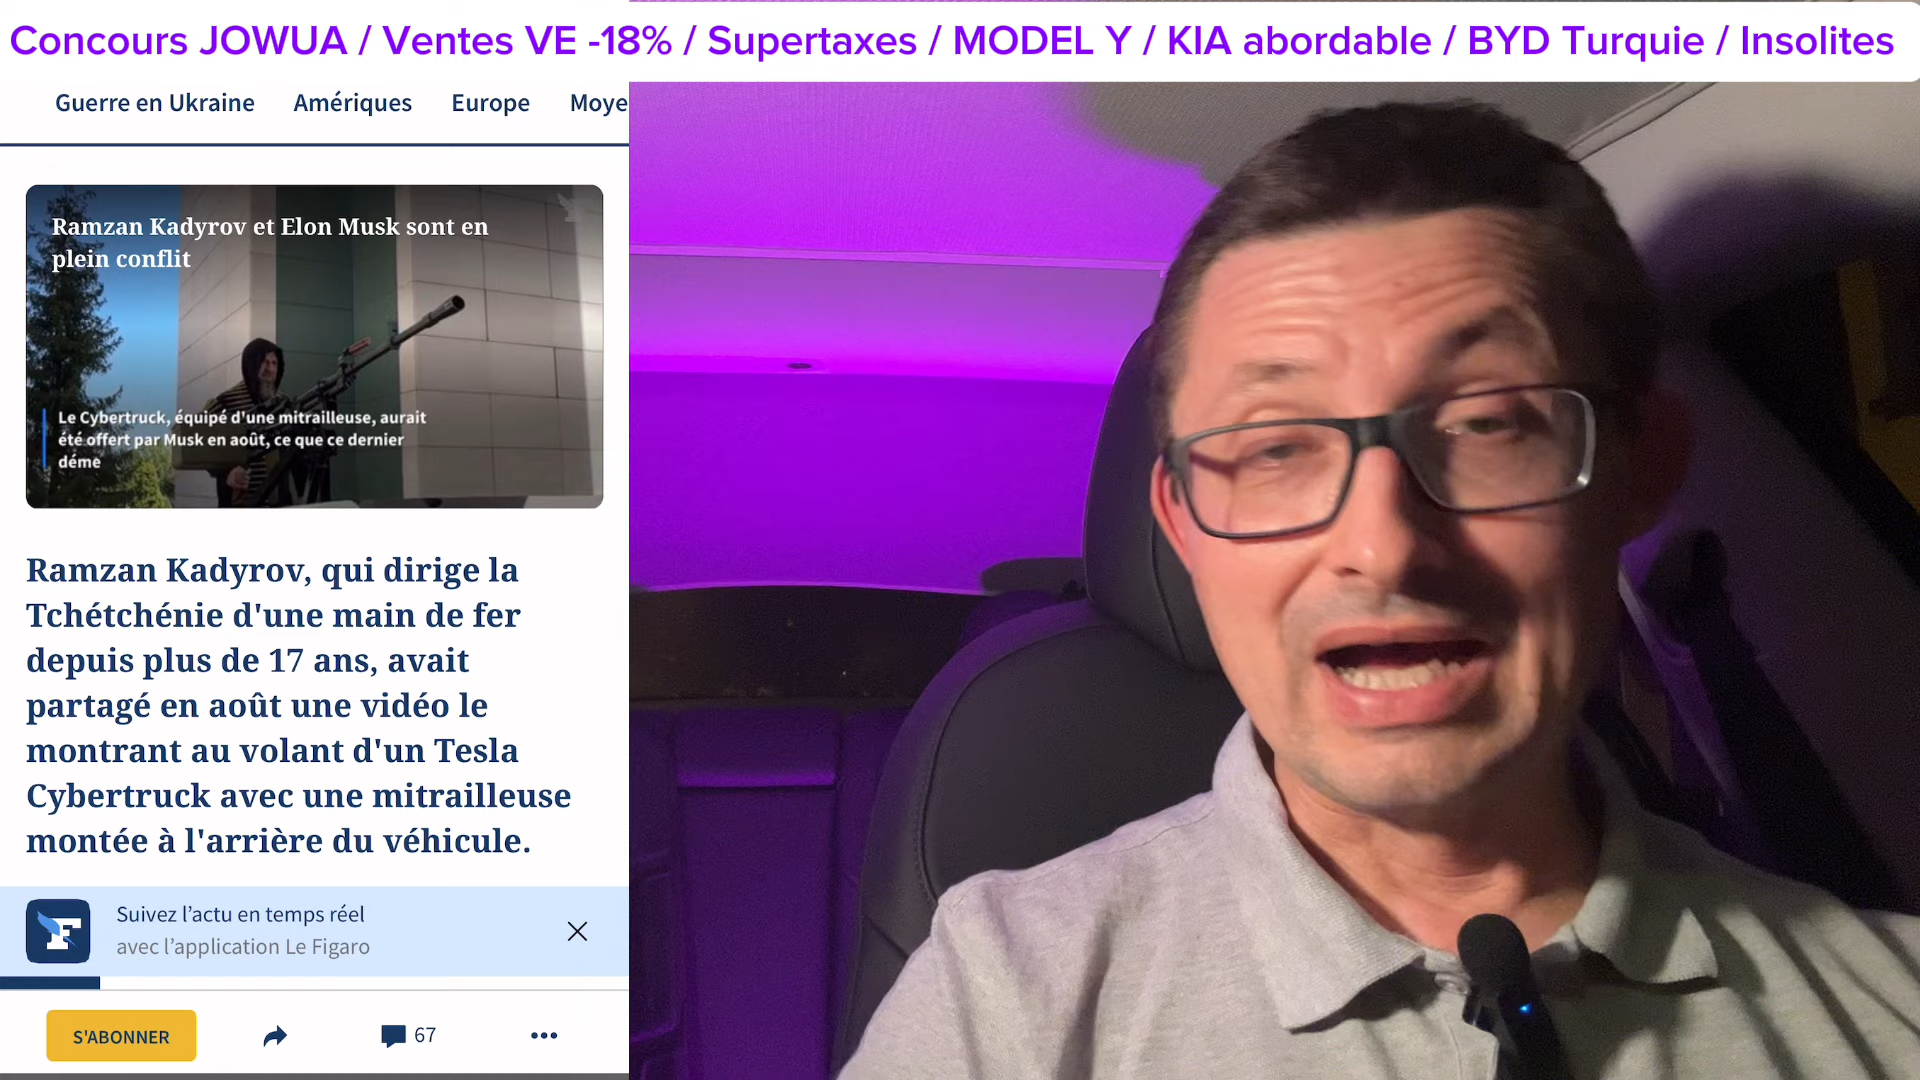 Concours JOWUA / Ventes VE -18% / Supertaxes / MODEL Y / KIA abordable / BYD Turquie / Insolites
Guerre en Ukraine Amériques Europe Moye
Ramzan Kadyrov et Elon Musk sont en
plein conflit
Le Cybertruck, équipé d'une mitrailleuse, aurait
été offert par Musk en août, ce que ce dernier
déme
Ramzan Kadyrov, qui dirige la
Tchétchénie d'une main de fer
depuis plus de 17 ans, avait
partagé en août une vidéo le
montrant au volant d'un Tesla
Cybertruck avec une mitrailleuse
montée à l'arrière du véhicule.
F
Suivez l’actu en temps réel
avec l’application Le Figaro
S'ABONNER
67